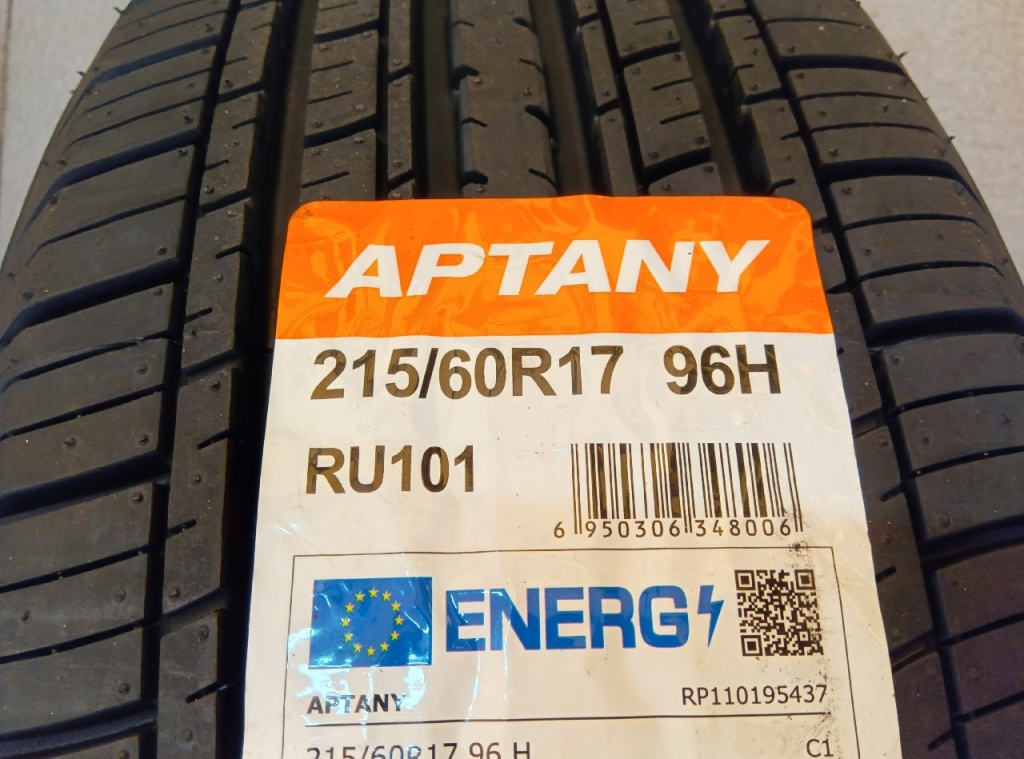 APTANY
215/60R17 96H
RU101
6 950306 348006
ENERG
APTANY RP110195437
215/60R17 96 H C1